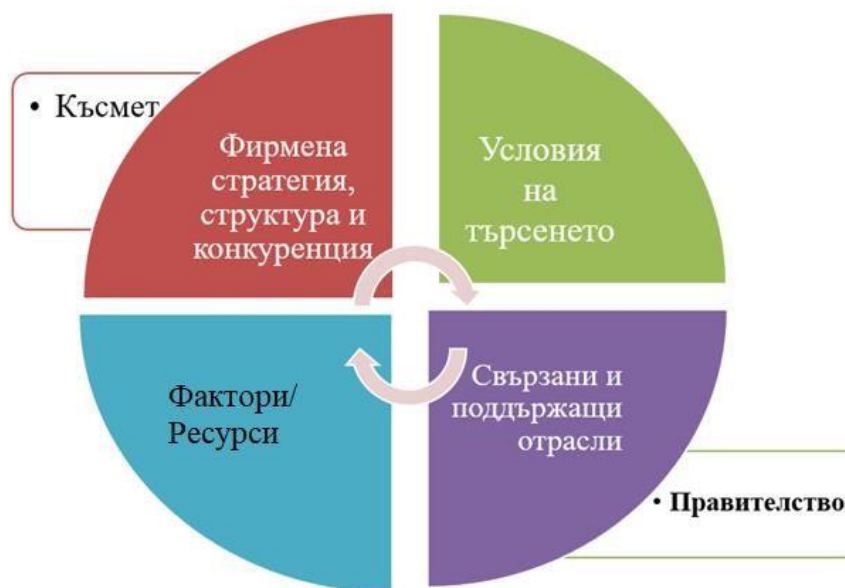 • Късмет
Фирмена
стратегия,
структура и
конкуренция
Условия
на
търсенето
Фактори/
Ресурси
Свързани и
поддържащи
отрасли
• Правителство